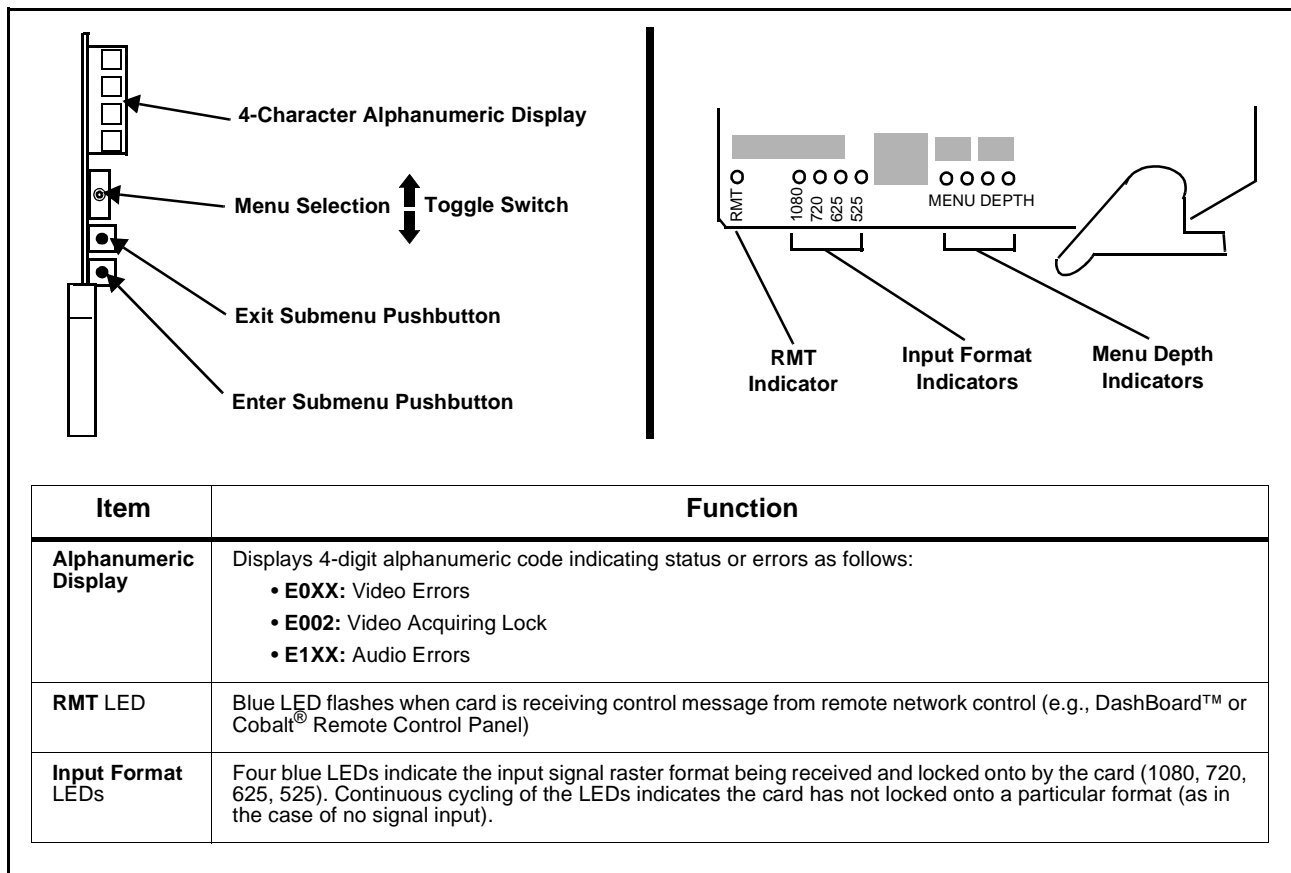 4-Character Alphanumeric Display
Menu Selection Toggle Switch
Exit Submenu Pushbutton
Enter Submenu Pushbutton
RMT
1080
720
625
525
MENU DEPTH
RMT
Indicator
Input Format
Indicators
Menu Depth
Indicators
Item Function
Alphanumeric
Display
Displays 4-digit alphanumeric code indicating status or errors as follows:
• E0XX: Video Errors
• E002: Video Acquiring Lock
• E1XX: Audio Errors
RMT LED
Blue LED flashes when card is receiving control message from remote network control (e.g., DashBoard™ or
Cobalt® Remote Control Panel)
Input Format
LEDs
Four blue LEDs indicate the input signal raster format being received and locked onto by the card (1080, 720,
625, 525). Continuous cycling of the LEDs indicates the card has not locked onto a particular format (as in
the case of no signal input).